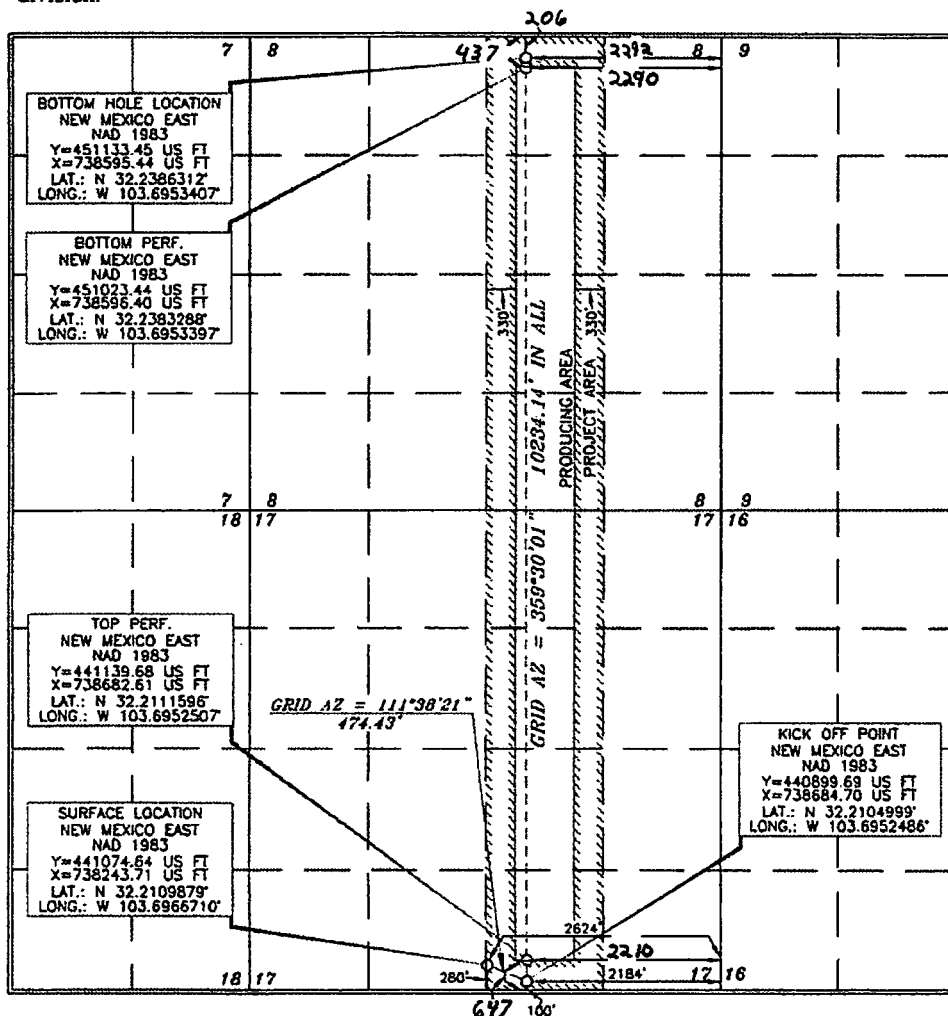 206
7 8
437
2292
8 9
2290
BOTTOM HOLE LOCATION
NEW MEXICO EAST
NAD 1983
Y=451133.45 US FT
X=738595.44 US FT
LAT.: N 32.2386312°
LONG.: W 103.6953407°
BOTTOM PERF.
NEW MEXICO EAST
NAD 1983
Y=451023.44 US FT
X=738596.40 US FT
LAT.: N 32.2383288°
LONG.: W 103.6953397°
330'
330'
GRID AZ = 359°30'01" 10234.14' IN ALL
PRODUCING AREA
PROJECT AREA
7 8
18 17
8 9
17 16
TOP PERF.
NEW MEXICO EAST
NAD 1983
Y=441139.68 US FT
X=738682.61 US FT
LAT.: N 32.2111596°
LONG.: W 103.6952507°
GRID AZ = 111°38'21"
474.43'
KICK OFF POINT
NEW MEXICO EAST
NAD 1983
Y=440899.69 US FT
X=738684.70 US FT
LAT.: N 32.2104999°
LONG.: W 103.6952486°
SURFACE LOCATION
NEW MEXICO EAST
NAD 1983
Y=441074.64 US FT
X=738243.71 US FT
LAT.: N 32.2109879°
LONG.: W 103.6966710°
2624'
2210
18 17
280'
2184'
17 16
647
100'